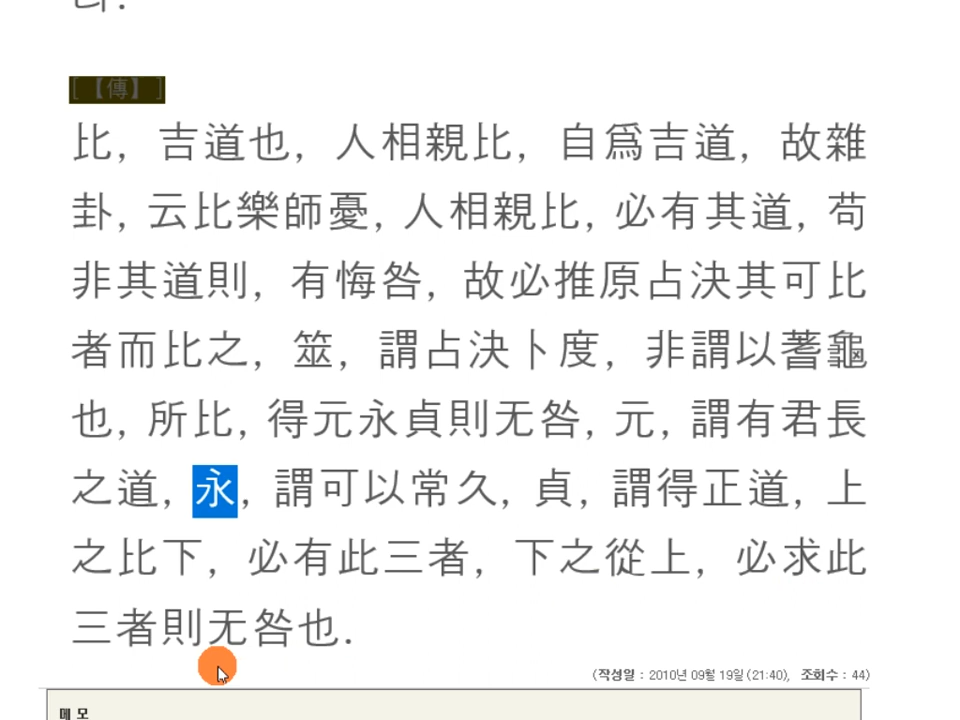 [ 【傳】 ]
比, 吉道也, 人相親比, 自爲吉道, 故雜
卦, 云比樂師憂, 人相親比, 必有其道, 苟
非其道則, 有悔咎, 故必推原占決其可比
者而比之, 筮, 謂占決卜度, 非謂以蓍龜
也, 所比, 得元永貞則无咎, 元, 謂有君長
之道, 永, 謂可以常久, 貞, 謂得正道, 上
之比下, 必有此三者, 下之從上, 必求此
三者則无咎也.
(작성일 : 2010년 09월 19일(21:40), 조회수 : 44)
메 모